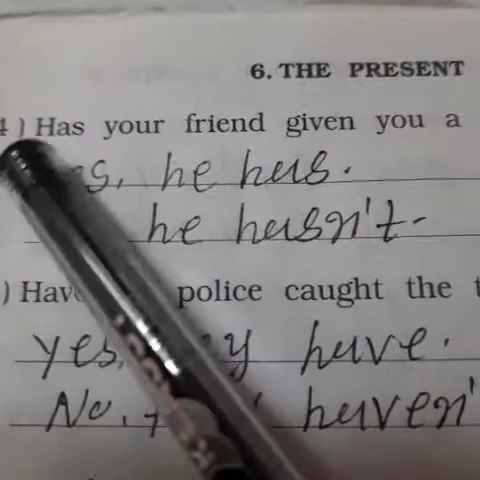 6. THE PRESENT
4) Has your friend given you a
he has.
he hasn't.
) Hav police caught the t
yes, y have.
No, haven'